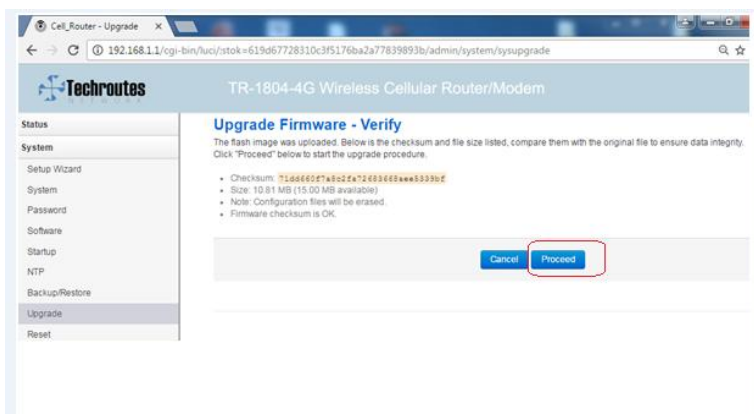 Cell_Router - Upgrade
192.168.1.1/cgi-bin/luci/;stok=619d67728310c3f5176ba2a77839893b/admin/system/sysupgrade
Techroutes
NETWORK
TR-1804-4G Wireless Cellular Router/Modem
Status
System
Setup Wizard
System
Password
Software
Startup
NTP
Backup/Restore
Upgrade
Reset
Upgrade Firmware - Verify
The flash image was uploaded. Below is the checksum and file size listed, compare them with the original file to ensure data integrity.
Click "Proceed" below to start the upgrade procedure.
Checksum:
Size: 10.81 MB (15.00 MB available)
Note: Configuration files will be erased.
Firmware checksum is OK.
Cancel
Proceed